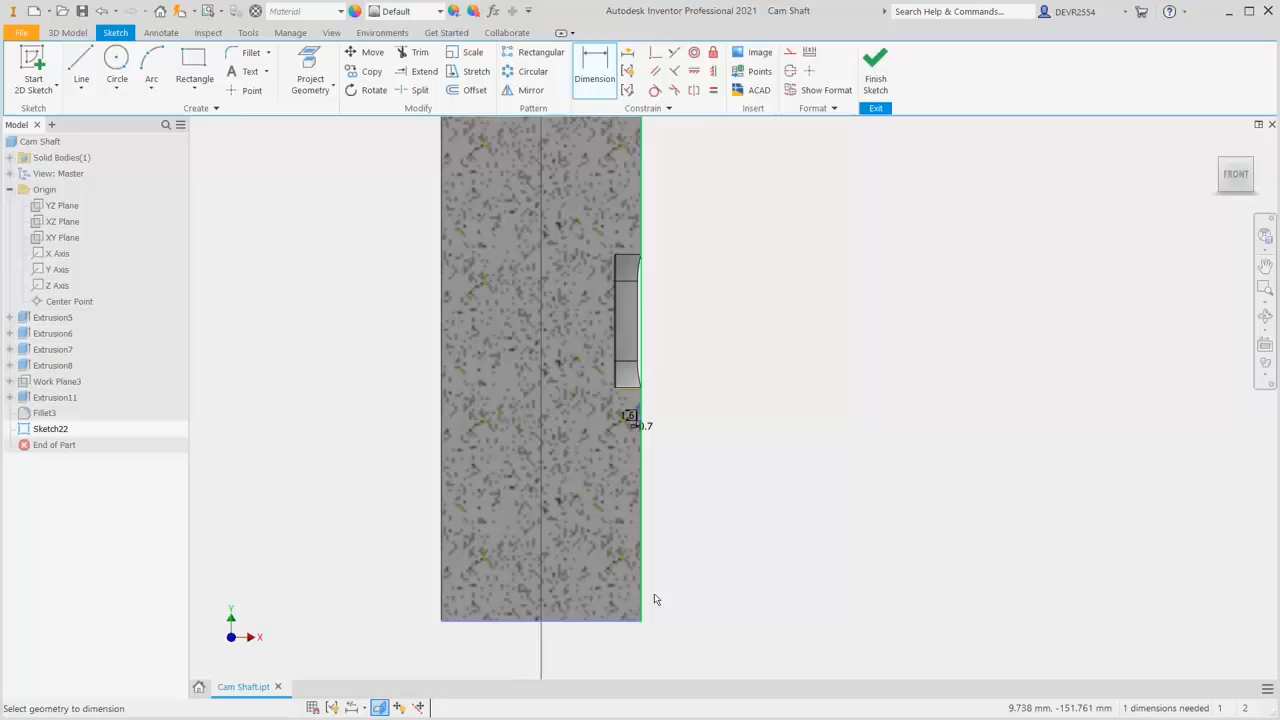 Material
Default
Autodesk Inventor Professional 2021 Cam Shaft
Search Help & Commands...
DEVR2554
File 3D Model Sketch Annotate Inspect Tools Manage View Environments Get Started Collaborate
Start
2D Sketch
Line
Circle
Arc
Rectangle
Fillet
Text
Point
Project
Geometry
Move Trim Scale
Copy Extend Stretch
Rotate Split Offset
Rectangular
Circular
Mirror
Dimension
Image
Points
ACAD
Show Format
Finish
Sketch
Sketch Create Modify Pattern Constrain Insert Format Exit
Model
Cam Shaft
Solid Bodies(1)
View: Master
Origin
YZ Plane
XZ Plane
XY Plane
X Axis
Y Axis
Z Axis
Center Point
Extrusion5
Extrusion6
Extrusion7
Extrusion8
Work Plane3
Extrusion11
Fillet3
Sketch22
End of Part
FRONT
0.7
Y
X
Cam Shaft.ipt
Select geometry to dimension
9.738 mm, -151.761 mm 1 dimensions needed 1 2